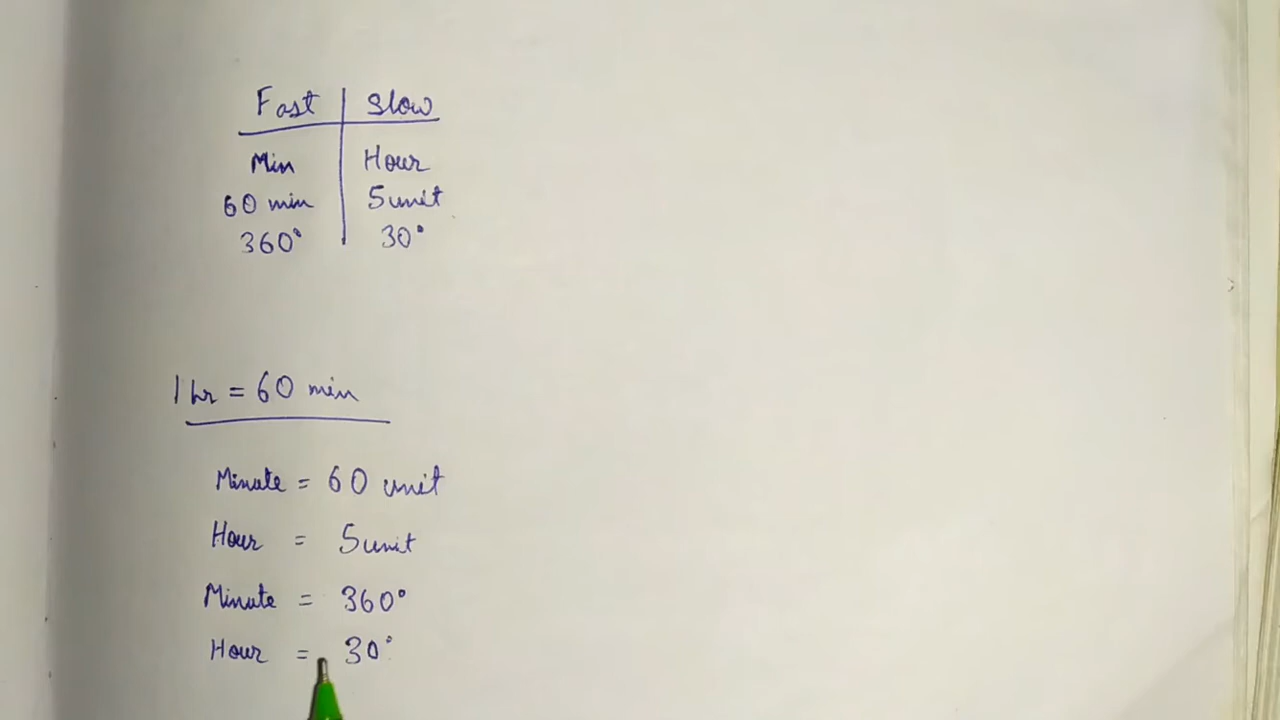 Fast | Slow
Min | Hour
60 min | 5 unit
360° | 30°
1 hr = 60 min
Minute = 60 unit
Hour = 5 unit
Minute = 360°
Hour = 30°